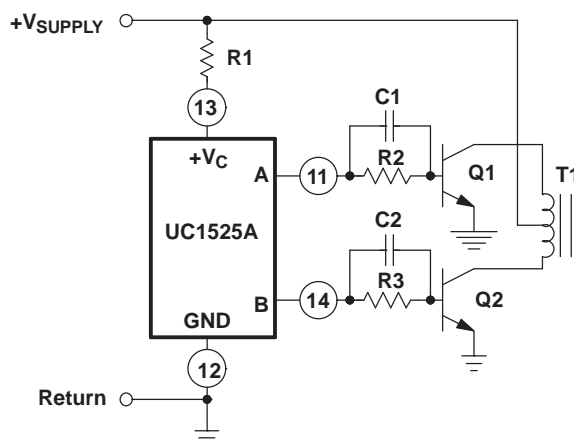 +VSUPPLY
R1
13
C1
+VC
A
11
R2
Q1
T1
UC1525A
C2
B
14
R3
Q2
GND
12
Return